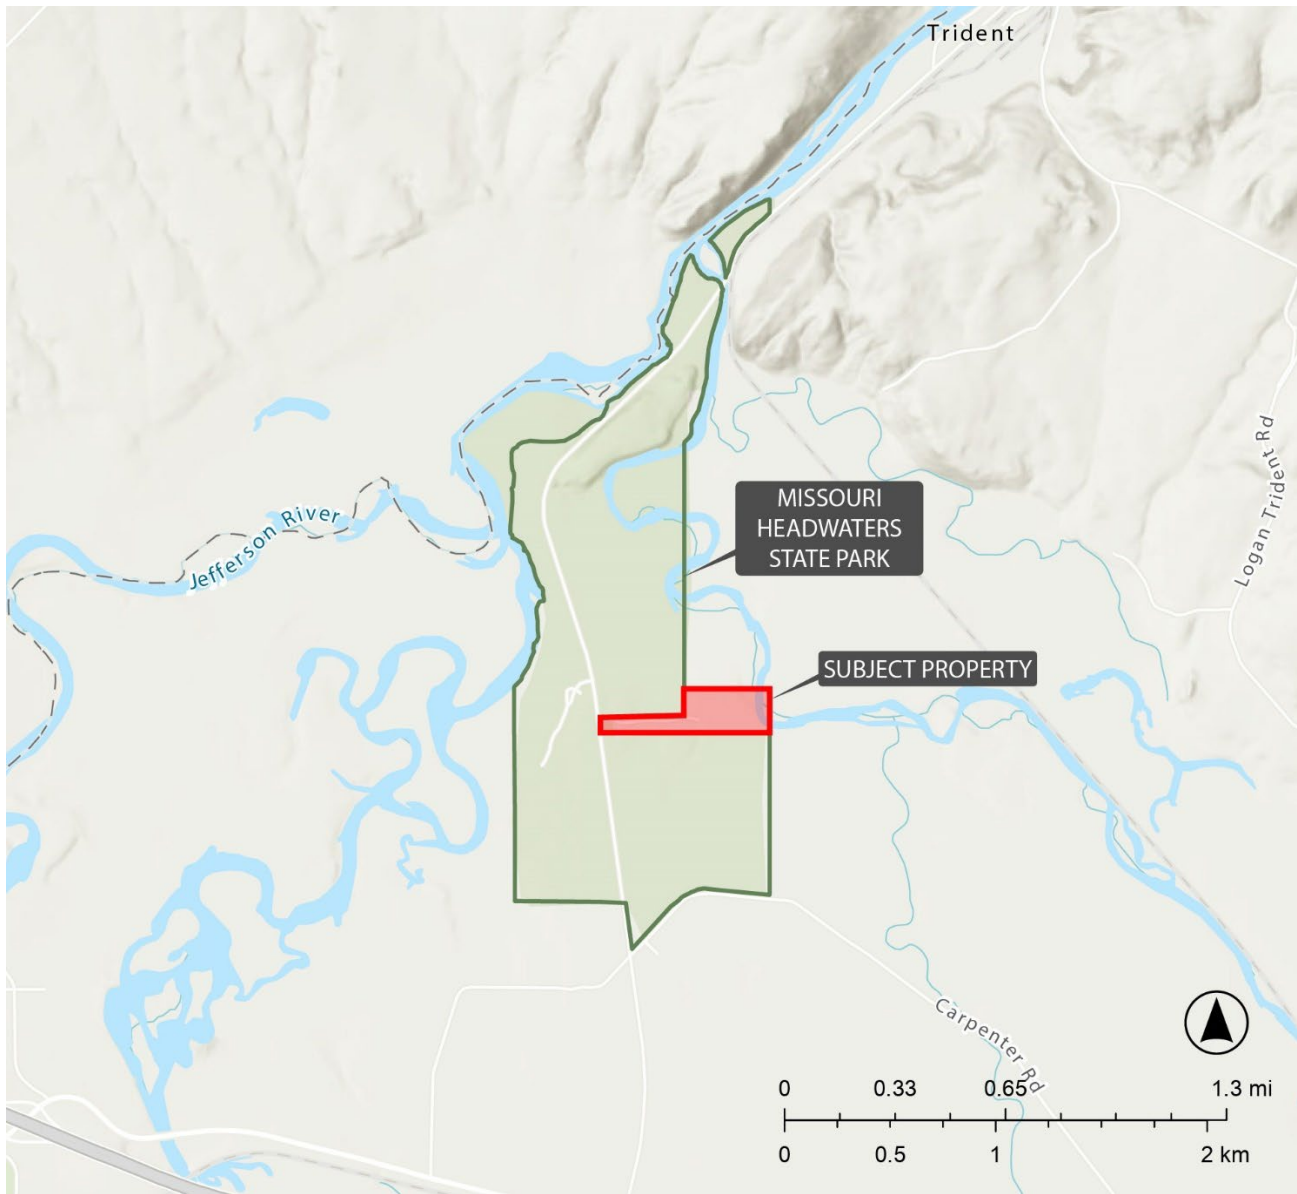 Trident
MISSOURI
HEADWATERS
STATE PARK
Logan Trident Rd
Jefferson River
SUBJECT PROPERTY
Carpenter Rd
0 0.33 0.65 1.3 mi
0 0.5 1 2 km